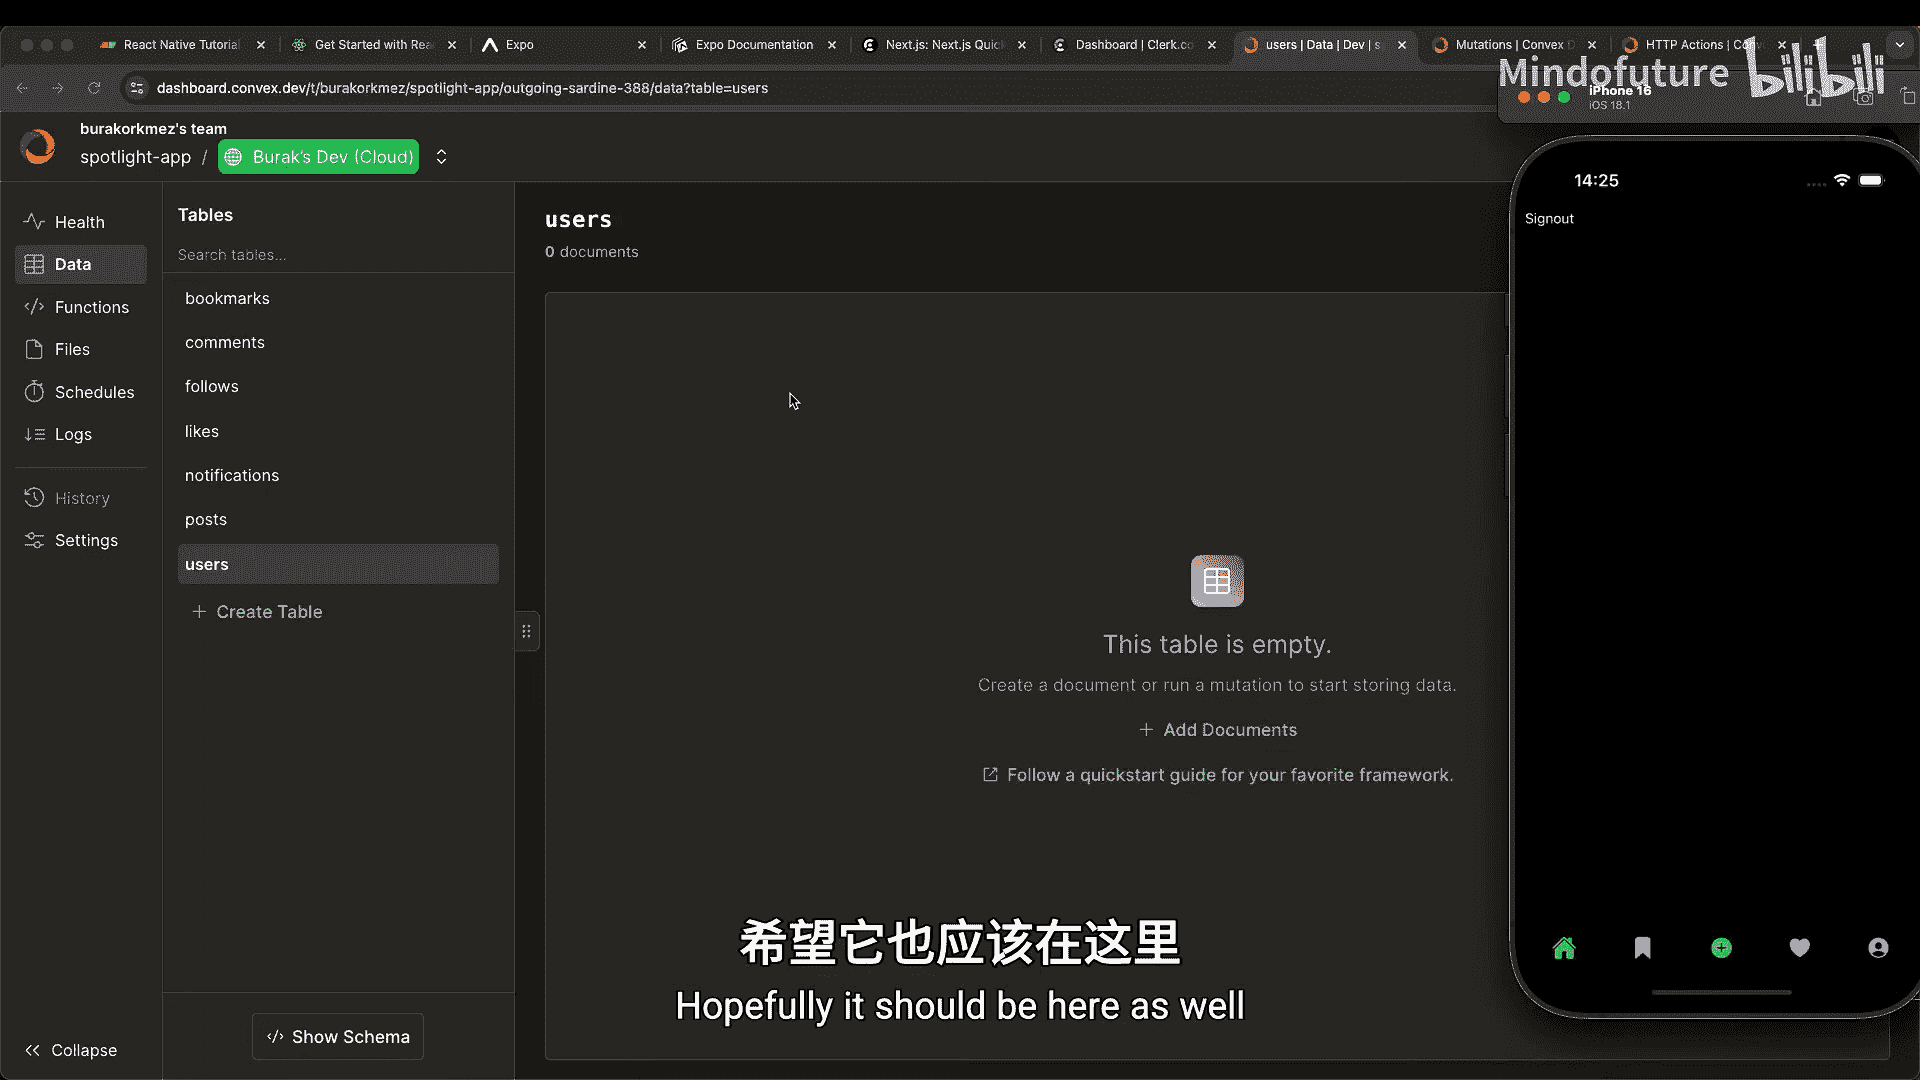 React Native Tutorial
Get Started with Rea
Expo
Expo Documentation
Next.js: Next.js Quic
Dashboard | Clerk.co
users | Data | Dev | s
Mutations | Convex D
HTTP Actions | Co
Mindofuture
bilibili
dashboard.convex.dev/t/burakorkmez/spotlight-app/outgoing-sardine-388/data?table=users
iPhone 16
iOS 18.1
burakorkmez's team
spotlight-app / Burak's Dev (Cloud)
14:25
Signout
Health
Data
Functions
Files
Schedules
Logs
History
Settings
Collapse
Tables
Search tables...
bookmarks
comments
follows
likes
notifications
posts
users
+ Create Table
</> Show Schema
users
0 documents
This table is empty.
Create a document or run a mutation to start storing data.
+ Add Documents
Follow a quickstart guide for your favorite framework.
希望它也应该在这里
Hopefully it should be here as well